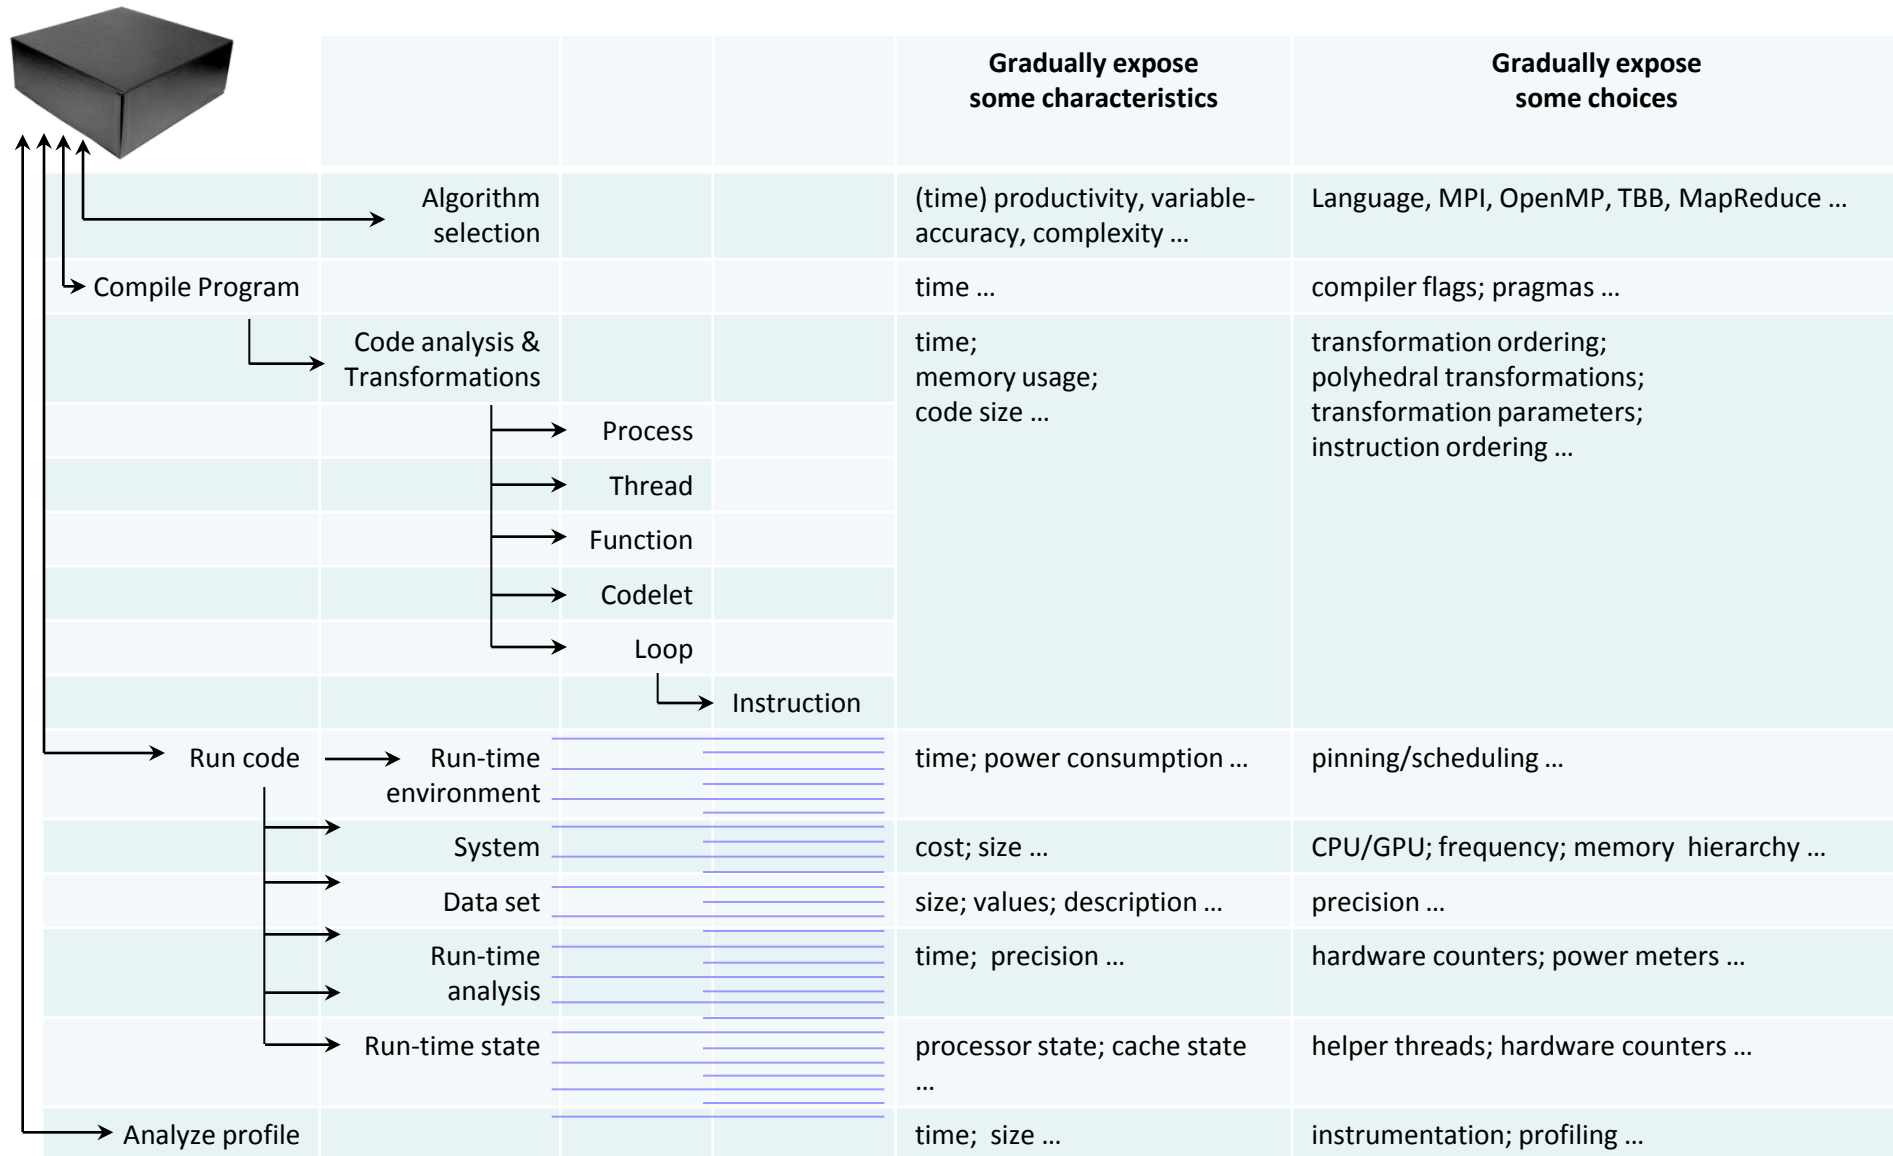 Gradually expose
some characteristics
Gradually expose
some choices
Algorithm
selection
(time) productivity, variable-
accuracy, complexity ...
Language, MPI, OpenMP, TBB, MapReduce ...
Compile Program
time ...
compiler flags; pragmas ...
Code analysis &
Transformations
time;
memory usage;
code size ...
transformation ordering;
polyhedral transformations;
transformation parameters;
instruction ordering ...
Process
Thread
Function
Codelet
Loop
Instruction
Run code
Run-time
environment
time; power consumption ...
pinning/scheduling ...
System
cost; size ...
CPU/GPU; frequency; memory hierarchy ...
Data set
size; values; description ...
precision ...
Run-time
analysis
time; precision ...
hardware counters; power meters ...
Run-time state
processor state; cache state
...
helper threads; hardware counters ...
Analyze profile
time; size ...
instrumentation; profiling ...